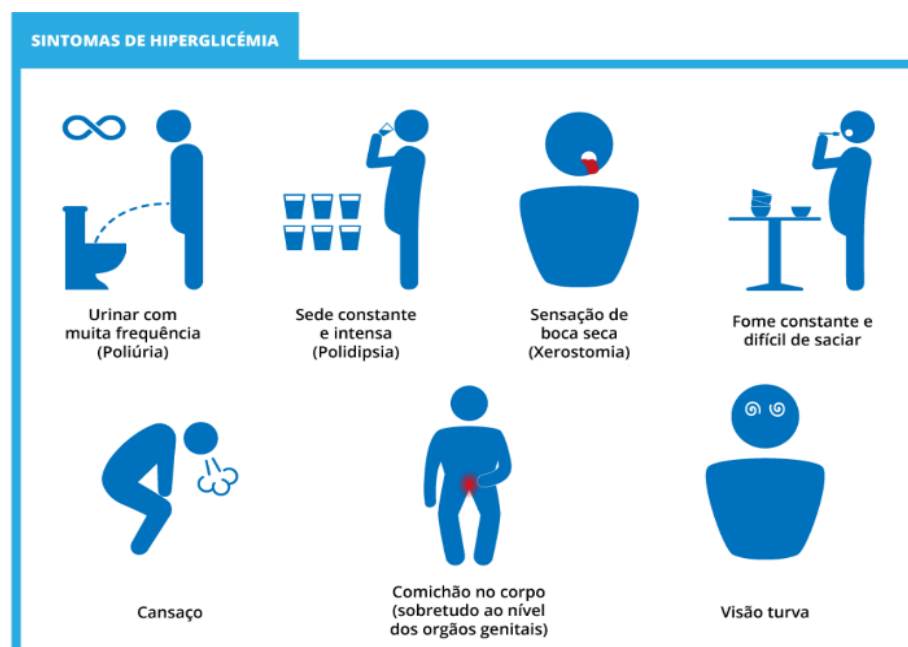 SINTOMAS DE HIPERGLICÉMIA
Urinar com
muita frequência
(Poliúria)
Sede constante
e intensa
(Polidipsia)
Sensação de
boca seca
(Xerostomia)
Fome constante e
difícil de saciar
Cansaço
Comichão no corpo
(sobretudo ao nível
dos orgãos genitais)
Visão turva